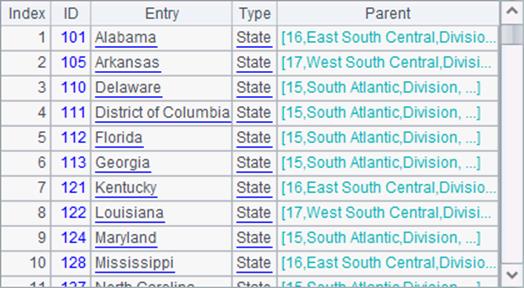 Index ID Entry Type Parent
1 101 Alabama State [16,East South Central,Divisio...
2 105 Arkansas State [17,West South Central,Divisi...
3 110 Delaware State [15,South Atlantic,Division, ...]
4 111 District of Columbia State [15,South Atlantic,Division, ...]
5 112 Florida State [15,South Atlantic,Division, ...]
6 113 Georgia State [15,South Atlantic,Division, ...]
7 121 Kentucky State [16,East South Central,Divisio...
8 122 Louisiana State [17,West South Central,Divisi...
9 124 Maryland State [15,South Atlantic,Division, ...]
10 128 Mississippi State [16,East South Central,Divisio...
11 137 North Carolina State [15,South Atlantic,Division, ...]